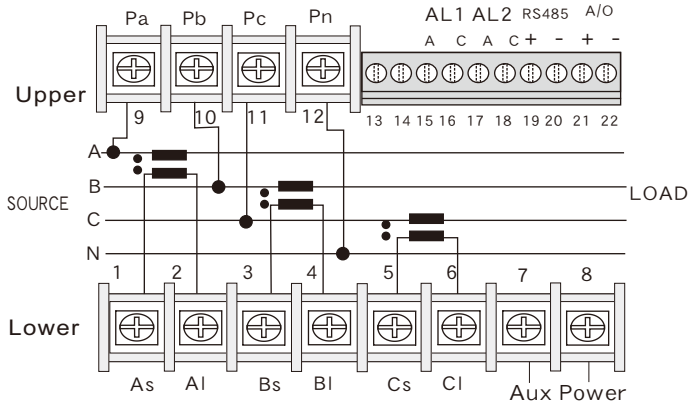 Pa Pb Pc Pn AL1 AL2 RS485 A/O
A C A C + - + -
Upper
9 10 11 12 13 14 15 16 17 18 19 20 21 22
A
B
SOURCE LOAD
C
N
1 2 3 4 5 6 7 8
Lower
As Al Bs Bl Cs Cl Aux Power